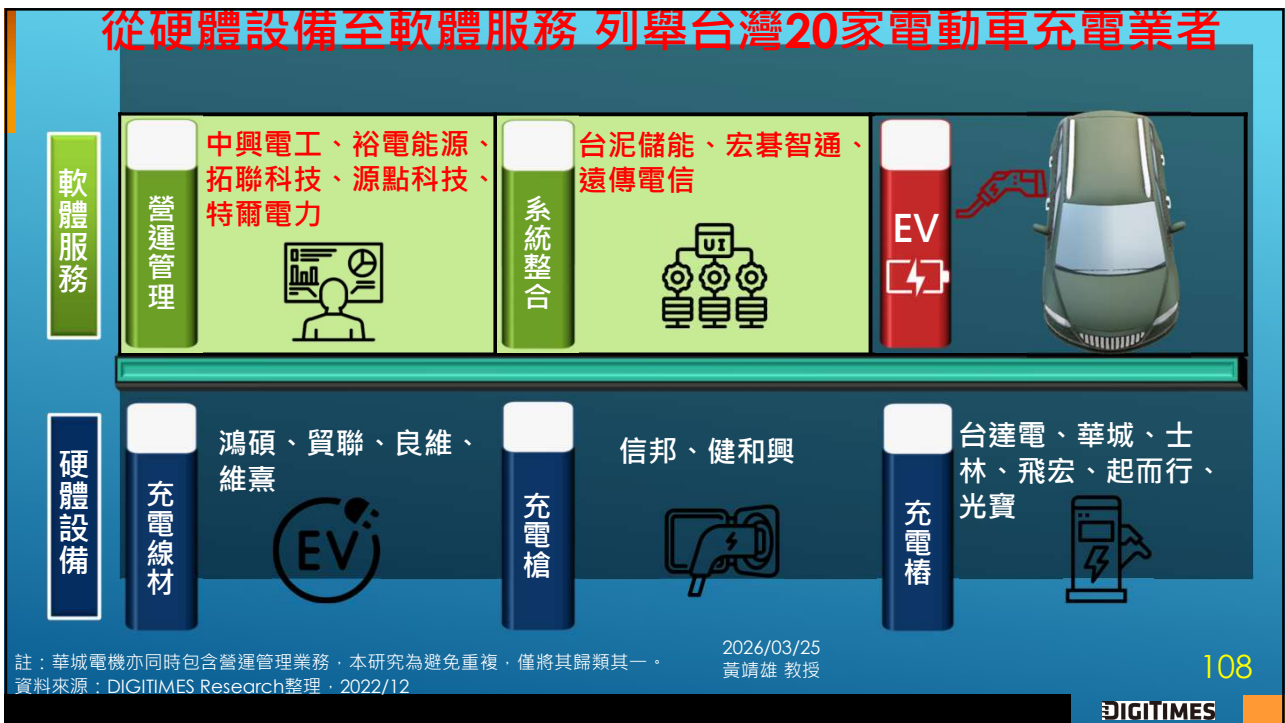 從硬體設備至軟體服務 列舉台灣20家電動車充電業者
軟體服務
營運管理
中興電工、裕電能源、
拓聯科技、源點科技、
特爾電力
系統整合
台泥儲能、宏碁智通、
遠傳電信
UI
EV
硬體設備
充電線材
鴻碩、貿聯、良維、
維熹
EV
充電槍
信邦、健和興
充電樁
台達電、華城、士
林、飛宏、起而行、
光寶
註：華城電機亦同時包含營運管理業務，本研究為避免重複，僅將其歸類其一。
資料來源：DIGITIMES Research整理，2022/12
2026/03/25
黃靖雄 教授
108
DIGITIMES